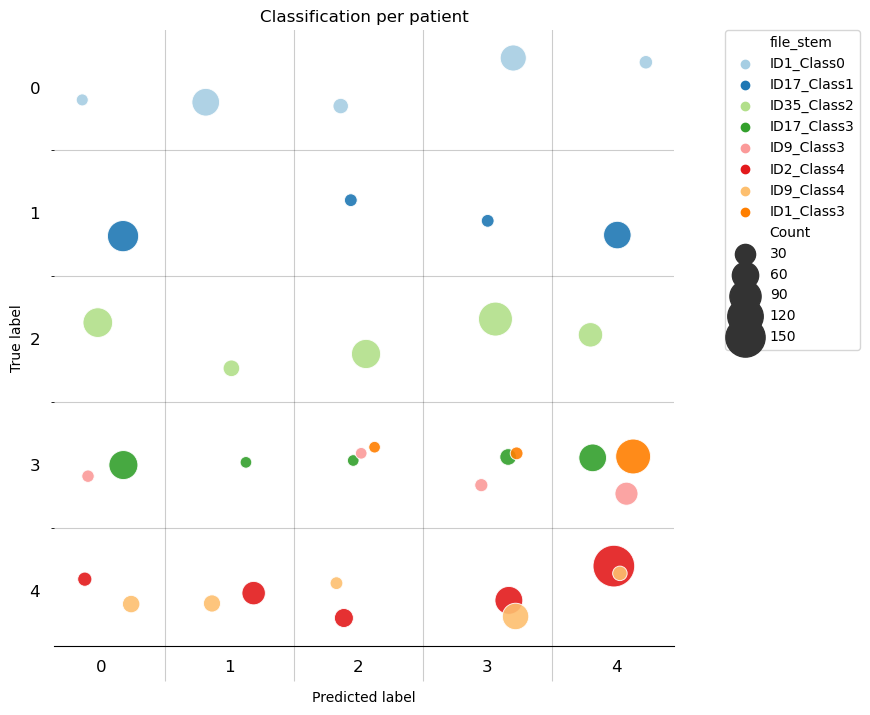 Classification per patient
file_stem
ID1_Class0
ID17_Class1
ID35_Class2
ID17_Class3
ID9_Class3
ID2_Class4
ID9_Class4
ID1_Class3
Count
30
60
90
120
150
True label
0
1
2
3
4
0 1 2 3 4
Predicted label